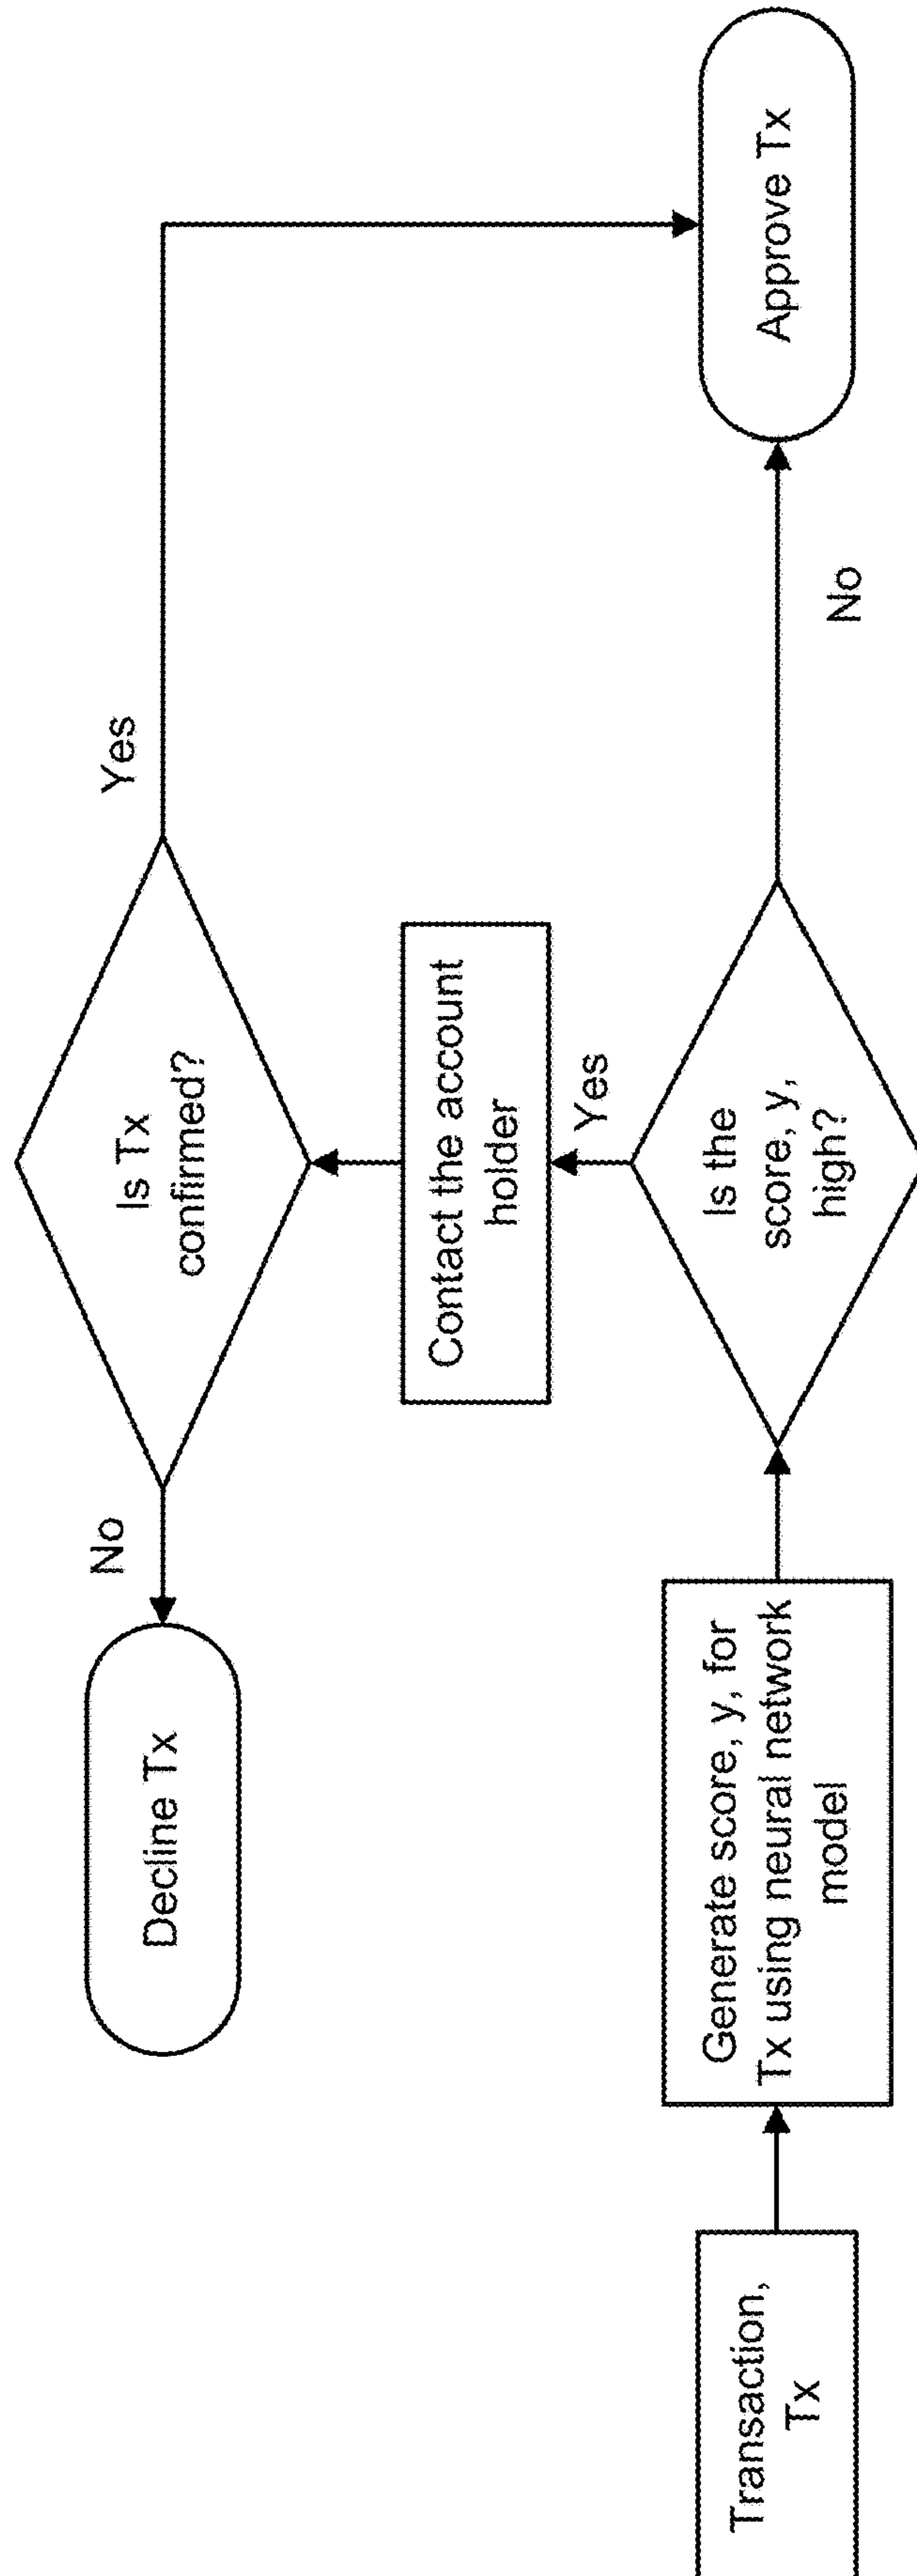 Decline Tx
No
Is Tx
confirmed?
Yes
Contact the account
holder
Yes
Transaction,
Tx
Generate score, y, for
Tx using neural network
model
Is the
score, y,
high?
No
Approve Tx